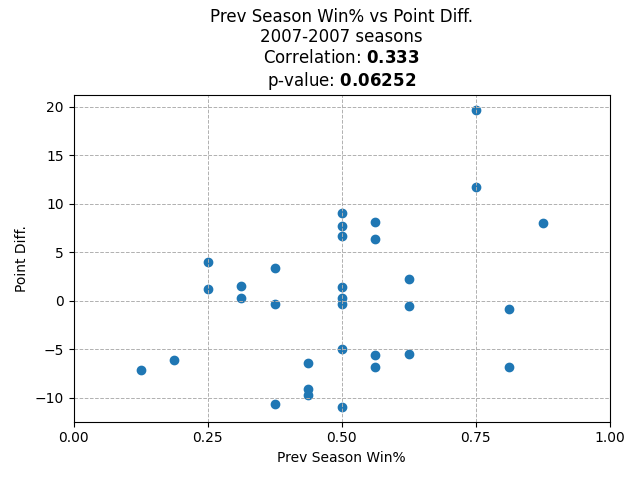 Prev Season Win% vs Point Diff.
2007-2007 seasons
Correlation: 0.333
p-value: 0.06252
20
15
10
5
0
−5
−10
Point Diff.
0.00 0.25 0.50 0.75 1.00
Prev Season Win%